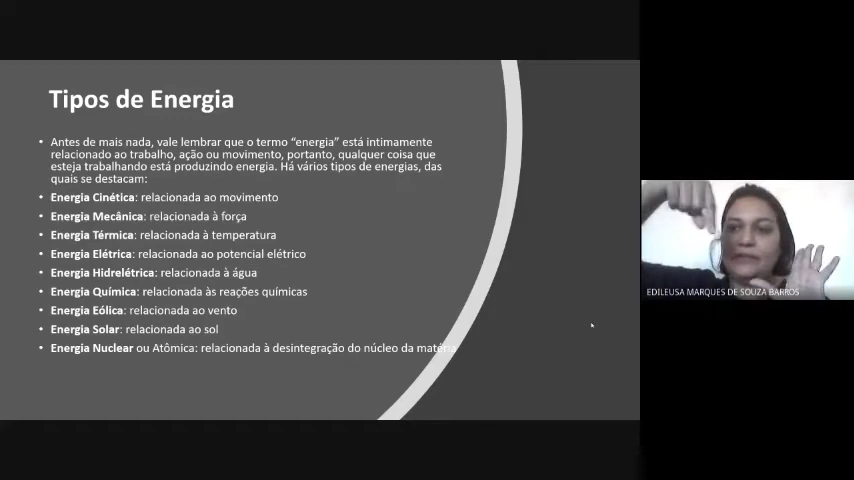 Tipos de Energia
• Antes de mais nada, vale lembrar que o termo “energia” está intimamente
relacionado ao trabalho, ação ou movimento, portanto, qualquer coisa que
esteja trabalhando está produzindo energia. Há vários tipos de energias, das
quais se destacam:
• Energia Cinética: relacionada ao movimento
• Energia Mecânica: relacionada à força
• Energia Térmica: relacionada à temperatura
• Energia Elétrica: relacionada ao potencial elétrico
• Energia Hidrelétrica: relacionada à água
• Energia Química: relacionada às reações químicas
• Energia Eólica: relacionada ao vento
• Energia Solar: relacionada ao sol
• Energia Nuclear ou Atômica: relacionada à desintegração do núcleo da matéria
EDILEUSA MARQUES DE SOUZA BARROS